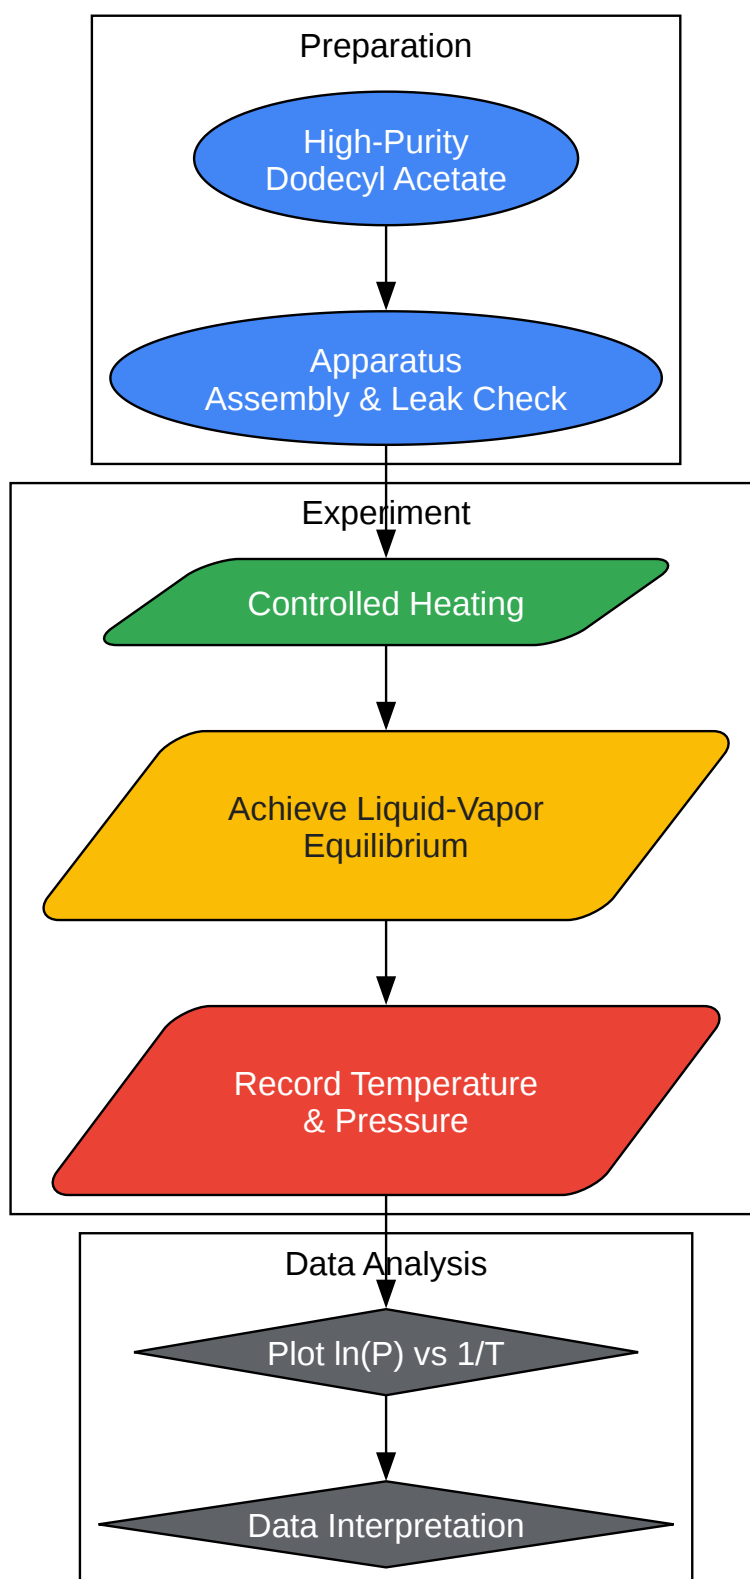 Preparation
High-Purity
Dodecyl Acetate
Apparatus
Assembly & Leak Check
Experiment
Controlled Heating
Achieve Liquid-Vapor
Equilibrium
Record Temperature
& Pressure
Data Analysis
Plot ln(P) vs 1/T
Data Interpretation